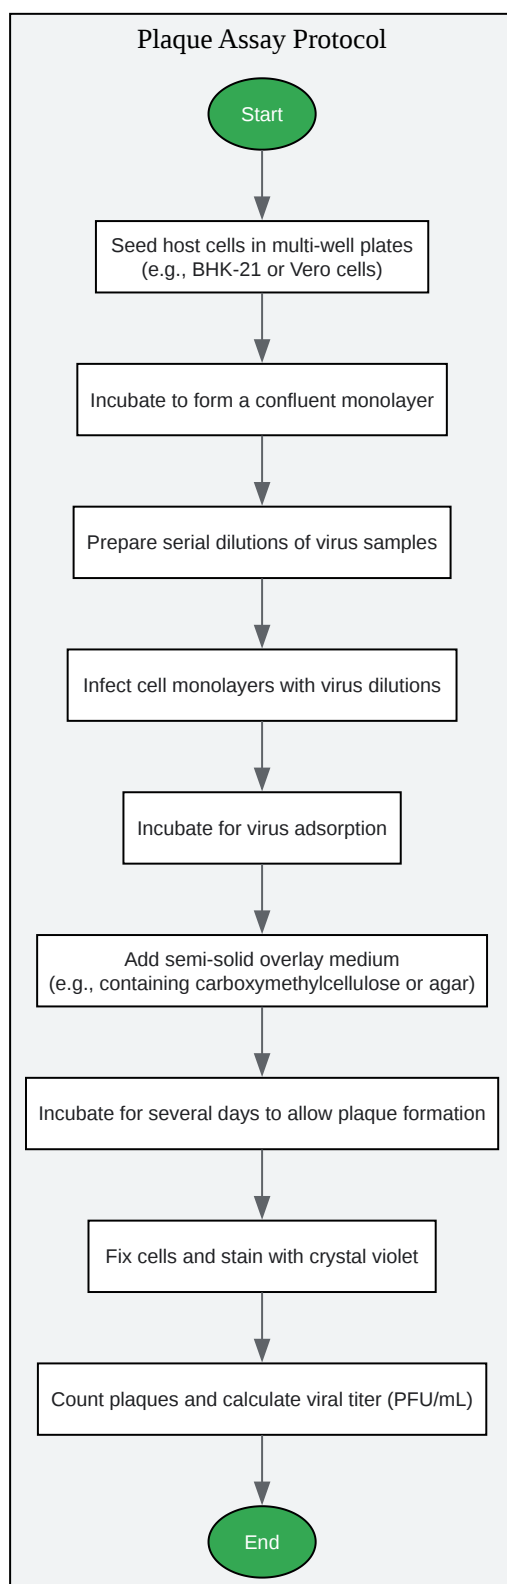 Plaque Assay Protocol
Start
Seed host cells in multi-well plates
(e.g., BHK-21 or Vero cells)
Incubate to form a confluent monolayer
Prepare serial dilutions of virus samples
Infect cell monolayers with virus dilutions
Incubate for virus adsorption
Add semi-solid overlay medium
(e.g., containing carboxymethylcellulose or agar)
Incubate for several days to allow plaque formation
Fix cells and stain with crystal violet
Count plaques and calculate viral titer (PFU/mL)
End